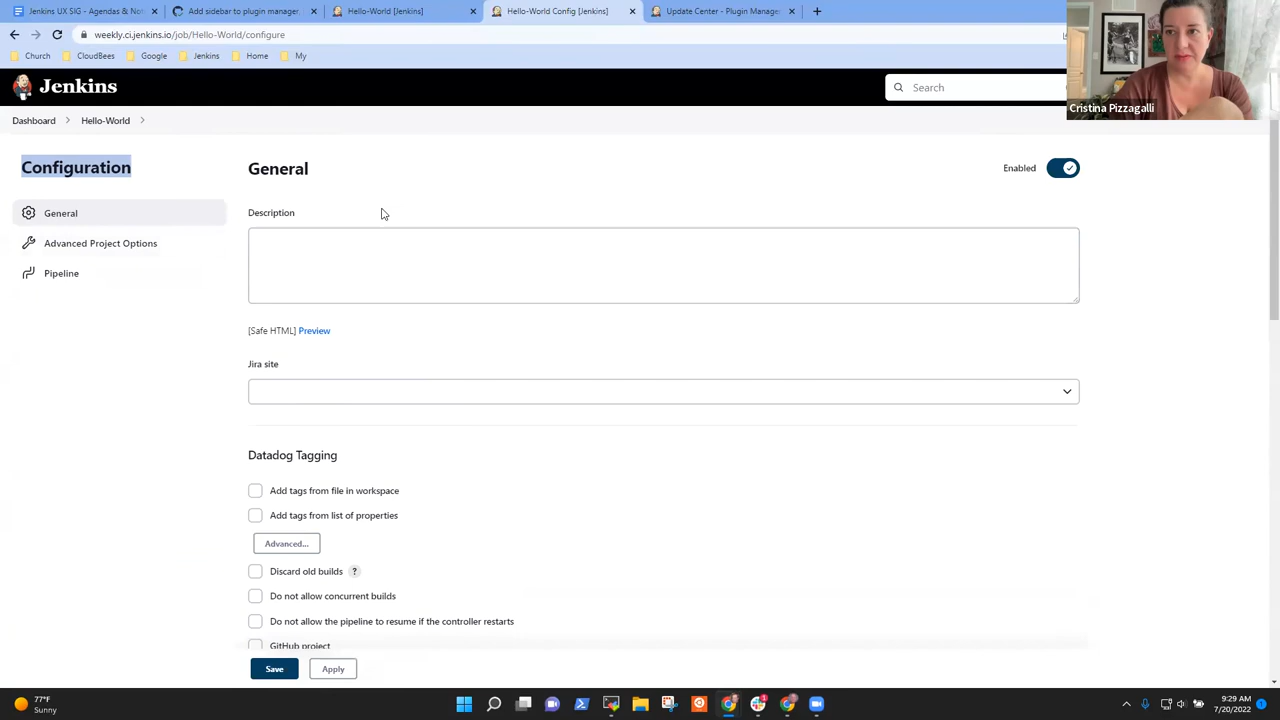 Jenkins UX SIG - Agendas & Not
Add sidebar to plugin manager.
Hello-World [Jenkins]
Hello-World Config [Jenkins]
Update Center - Plugin Manage
weekly.ci.jenkins.io/job/Hello-World/configure
Church
CloudBees
Google
Jenkins
Home
My
Jenkins
Search
Cristina Pizzagalli
Dashboard
Hello-World
Configuration
General
Advanced Project Options
Pipeline
General
Enabled
Description
[Safe HTML] Preview
Jira site
Datadog Tagging
Add tags from file in workspace
Add tags from list of properties
Advanced...
Discard old builds ?
Do not allow concurrent builds
Do not allow the pipeline to resume if the controller restarts
GitHub project
Save
Apply
77°F
Sunny
9:29 AM
7/20/2022